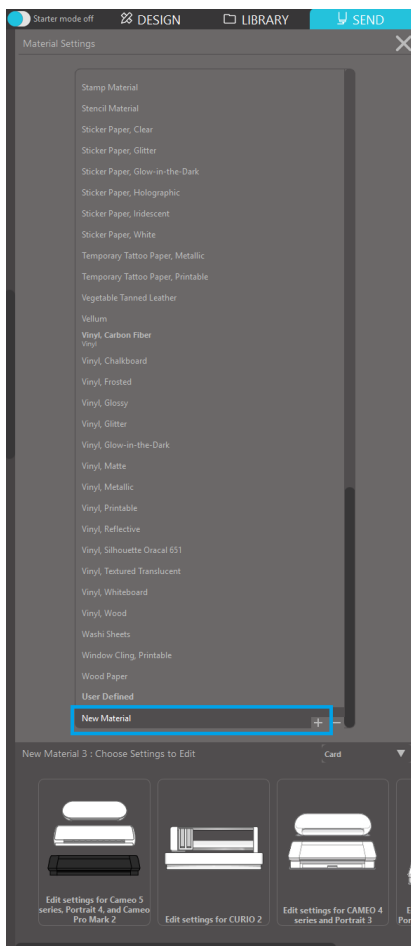 Starter mode off
DESIGN
LIBRARY
SEND
Material Settings
Stamp Material
Stencil Material
Sticker Paper, Clear
Sticker Paper, Glitter
Sticker Paper, Glow-in-the-Dark
Sticker Paper, Holographic
Sticker Paper, Iridescent
Sticker Paper, White
Temporary Tattoo Paper, Metallic
Temporary Tattoo Paper, Printable
Vegetable Tanned Leather
Vellum
Vinyl, Carbon Fiber
Vinyl
Vinyl, Chalkboard
Vinyl, Frosted
Vinyl, Glossy
Vinyl, Glitter
Vinyl, Glow-in-the-Dark
Vinyl, Matte
Vinyl, Metallic
Vinyl, Printable
Vinyl, Reflective
Vinyl, Silhouette Oracal 651
Vinyl, Textured Translucent
Vinyl, Whiteboard
Vinyl, Wood
Washi Sheets
Window Cling, Printable
Wood Paper
User Defined
New Material
New Material 3 : Choose Settings to Edit
Card
Edit settings for Cameo 5
series, Portrait 4, and Cameo
Pro Mark 2
Edit settings for CURIO 2
Edit settings for CAMEO 4
series and Portrait 3